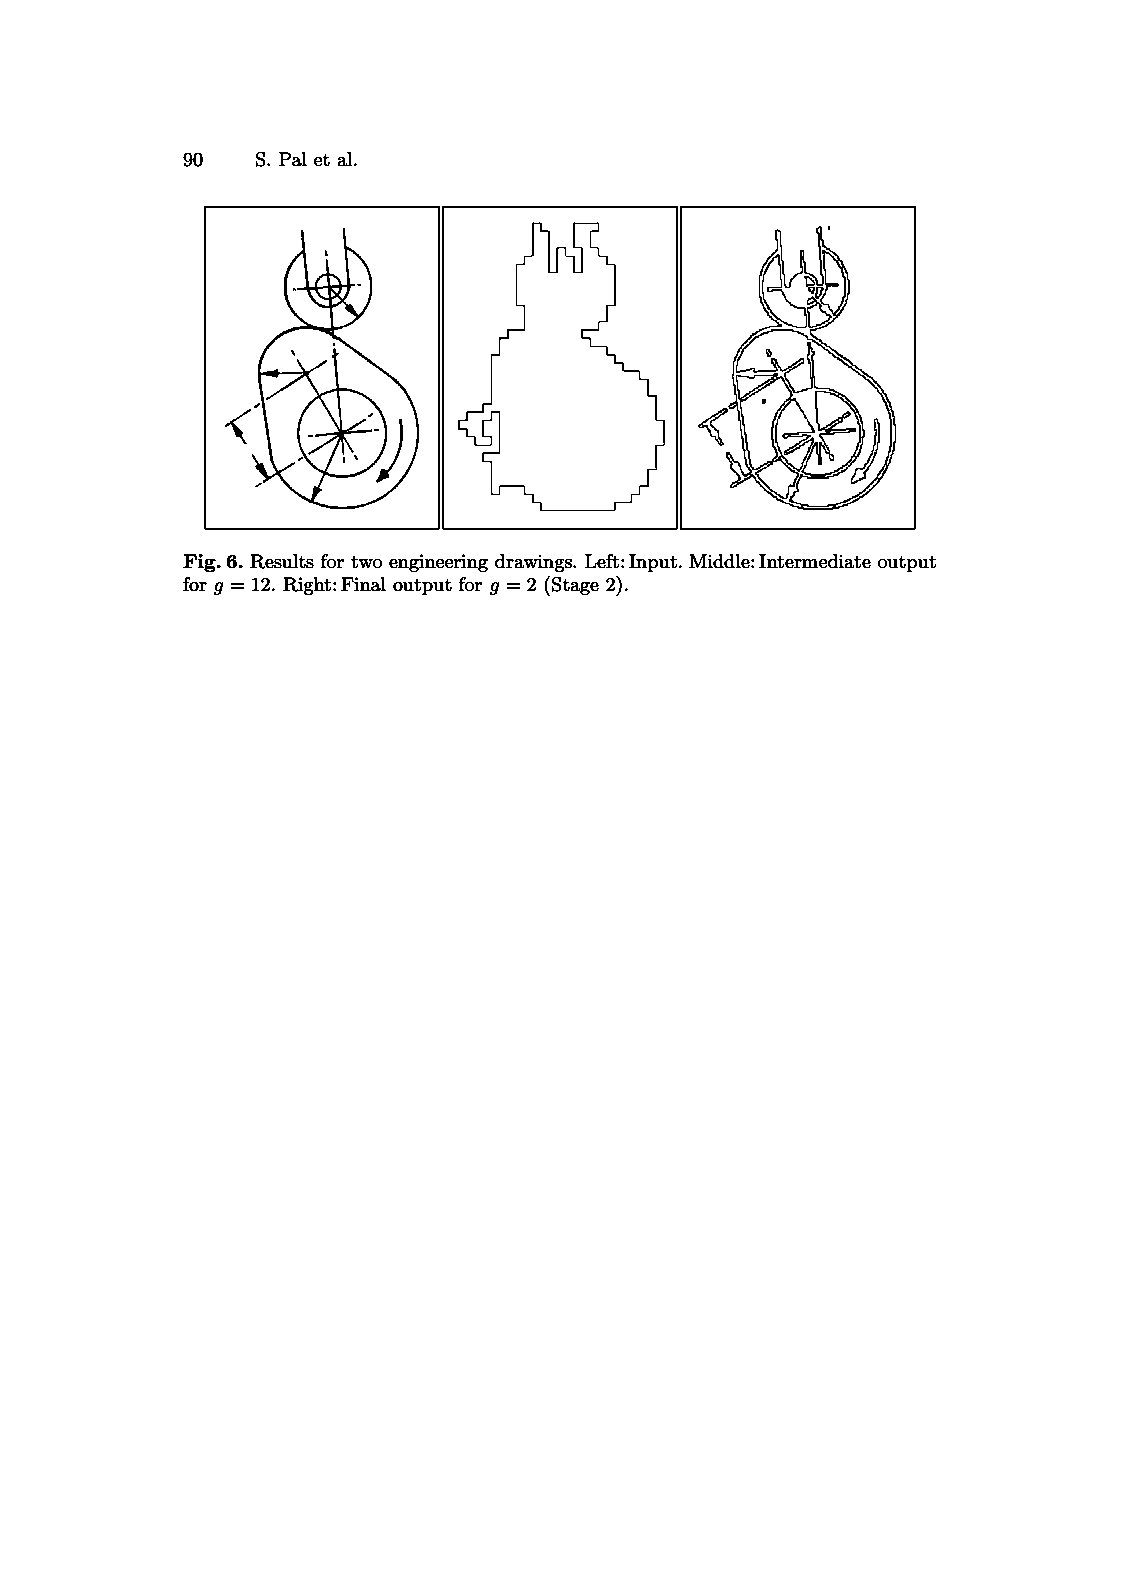 90 S. Pal et al.
Fig. 6. Results for two engineering drawings. Left: Input. Middle: Intermediate output
for g = 12. Right: Final output for g = 2 (Stage 2).